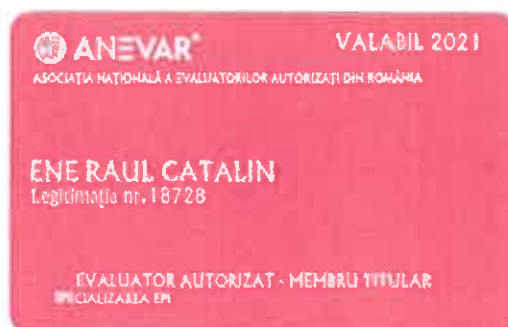 ANEVAR
VALABIL 2021
ASOCIAȚIA NAȚIONALĂ A EVALUATORILOR AUTORIZAȚI DIN ROMÂNIA
ENE RAUL CATALIN
Legitimația nr.18728
EVALUATOR AUTORIZAT - MEMBRU TITULAR
SPECIALIZAREA EPI